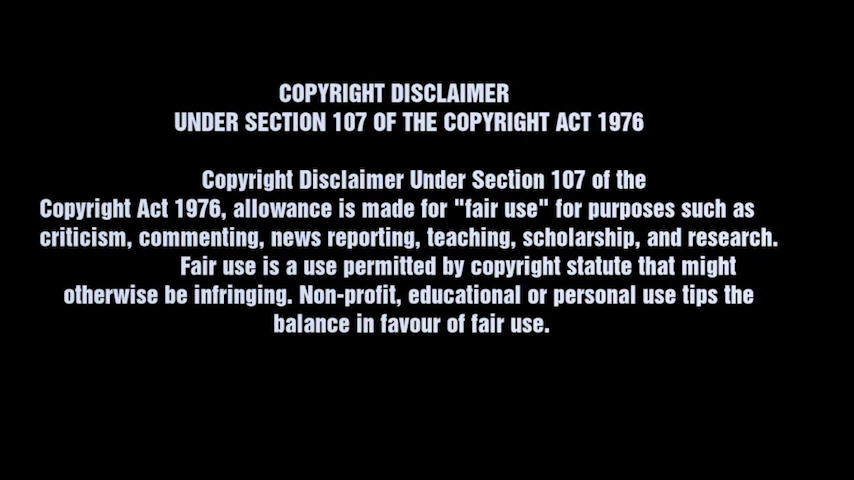 COPYRIGHT DISCLAIMER
UNDER SECTION 107 OF THE COPYRIGHT ACT 1976
Copyright Disclaimer Under Section 107 of the
Copyright Act 1976, allowance is made for "fair use" for purposes such as
criticism, commenting, news reporting, teaching, scholarship, and research.
Fair use is a use permitted by copyright statute that might
otherwise be infringing. Non-profit, educational or personal use tips the
balance in favour of fair use.